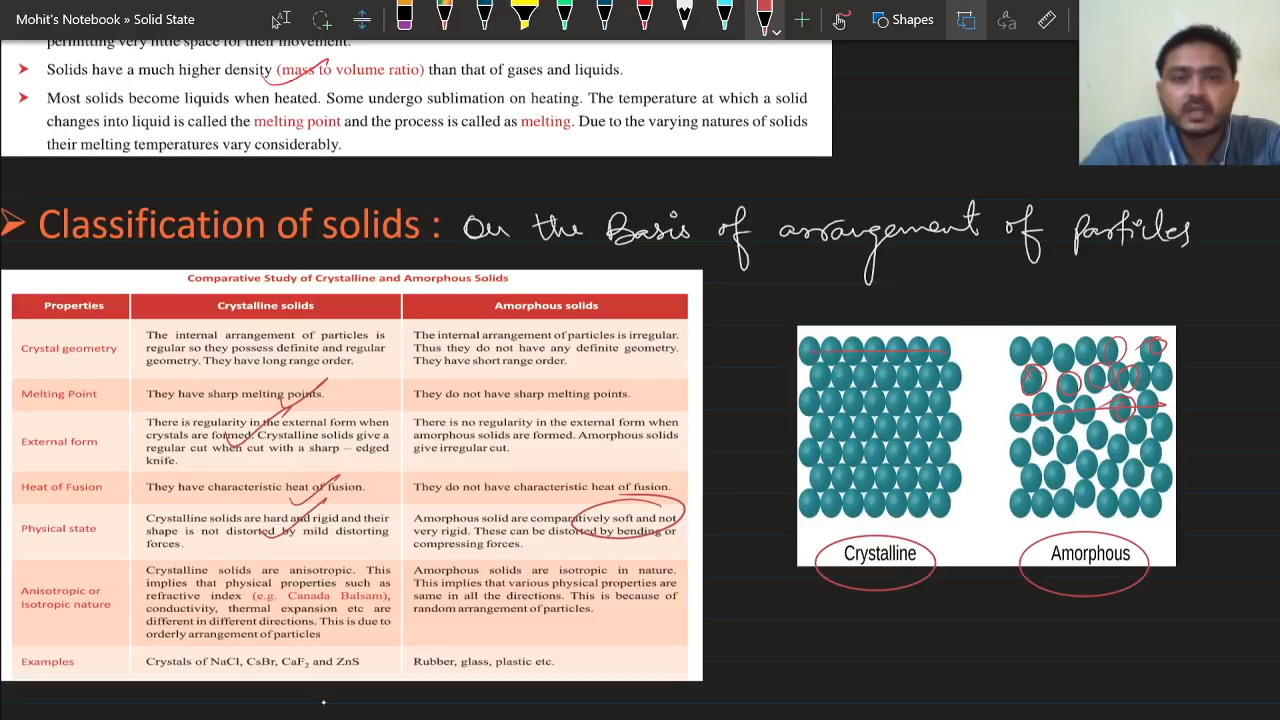 Mohit's Notebook » Solid State
Shapes
permitting very little space for their movement.
➤ Solids have a much higher density (mass to volume ratio) than that of gases and liquids.
➤ Most solids become liquids when heated. Some undergo sublimation on heating. The temperature at which a solid
changes into liquid is called the melting point and the process is called as melting. Due to the varying natures of solids
their melting temperatures vary considerably.
➤ Classification of solids : On the Basis of arrangement of particles
Comparative Study of Crystalline and Amorphous Solids
Properties
Crystalline solids
Amorphous solids
Crystal geometry
The internal arrangement of particles is
regular so they possess definite and regular
geometry. They have long range order.
The internal arrangement of particles is irregular.
Thus they do not have any definite geometry.
They have short range order.
Melting Point
They have sharp melting points.
They do not have sharp melting points.
External form
There is regularity in the external form when
crystals are formed. Crystalline solids give a
regular cut when cut with a sharp – edged
knife.
There is no regularity in the external form when
amorphous solids are formed. Amorphous solids
give irregular cut.
Heat of Fusion
They have characteristic heat of fusion.
They do not have characteristic heat of fusion.
Physical state
Crystalline solids are hard and rigid and their
shape is not distorted by mild distorting
forces.
Amorphous solid are comparatively soft and not
very rigid. These can be distorted by bending or
compressing forces.
Anisotropic or
Isotropic nature
Crystalline solids are anisotropic. This
implies that physical properties such as
refractive index (e.g. Canada Balsam),
conductivity, thermal expansion etc are
different in different directions. This is due to
orderly arrangement of particles
Amorphous solids are isotropic in nature.
This implies that various physical properties are
same in all the directions. This is because of
random arrangement of particles.
Examples
Crystals of NaCl, CsBr, CaF₂ and ZnS
Rubber, glass, plastic etc.
Crystalline
Amorphous